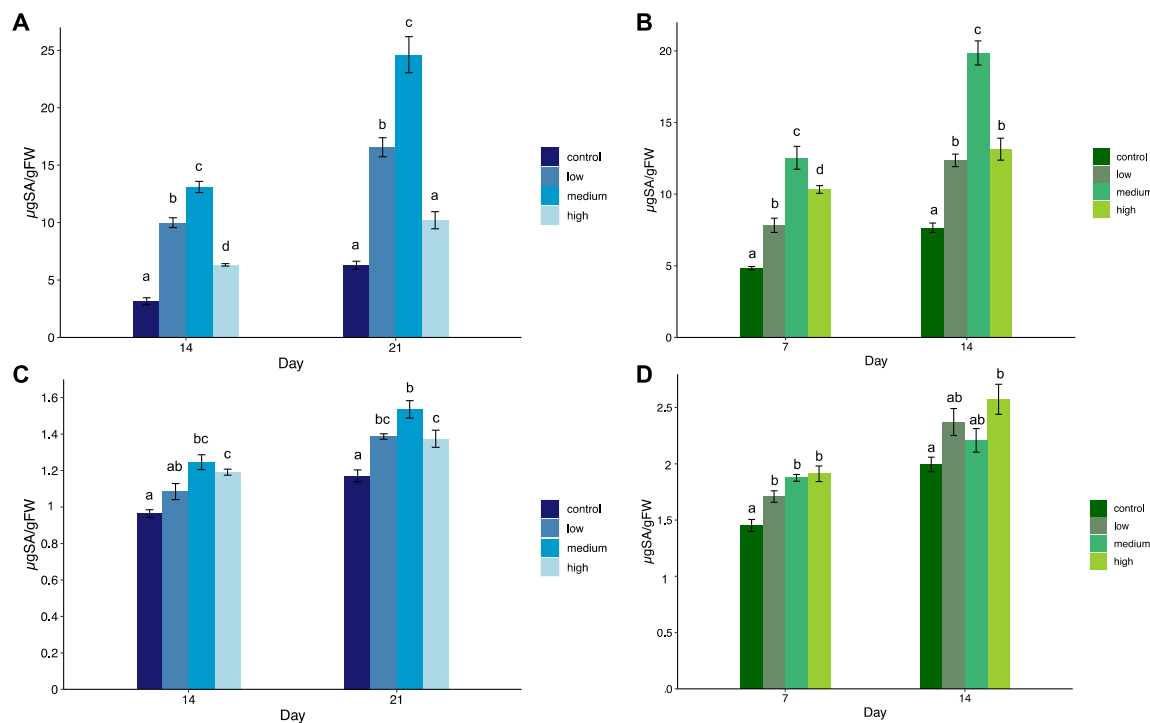 A
µgSA/gFW
25
20
15
10
5
0
a
b
c
d
a
b
c
a
14
21
Day
control
low
medium
high
B
µgSA/gFW
20
15
10
5
0
a
b
c
d
a
b
c
b
7
14
Day
control
low
medium
high
C
µgSA/gFW
1.6
1.4
1.2
1
0.8
0.6
0.4
0.2
0
a
ab
bc
c
a
bc
b
c
14
21
Day
control
low
medium
high
D
µgSA/gFW
2.5
2
1.5
1
0.5
.0
a
b
b
b
a
ab
ab
b
7
14
Day
control
low
medium
high